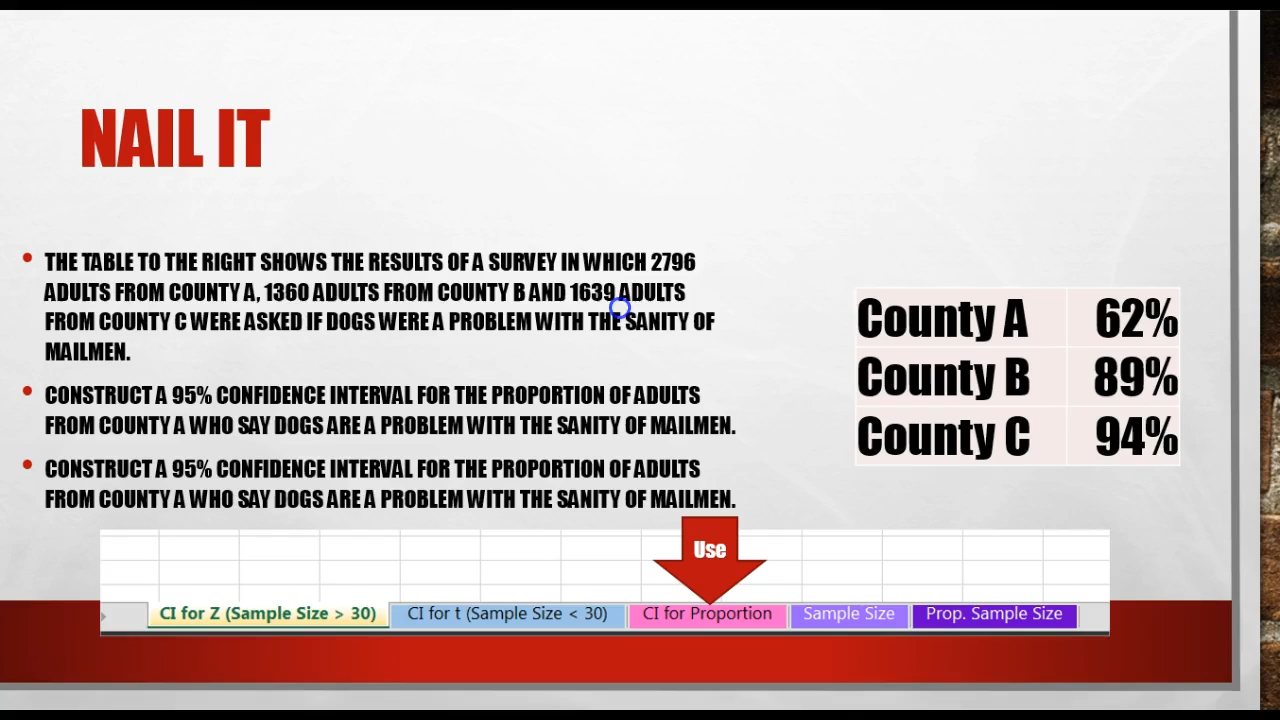 NAIL IT
THE TABLE TO THE RIGHT SHOWS THE RESULTS OF A SURVEY IN WHICH 2796
ADULTS FROM COUNTY A, 1360 ADULTS FROM COUNTY B AND 1639 ADULTS
FROM COUNTY C WERE ASKED IF DOGS WERE A PROBLEM WITH THE SANITY OF
MAILMEN.
CONSTRUCT A 95% CONFIDENCE INTERVAL FOR THE PROPORTION OF ADULTS
FROM COUNTY A WHO SAY DOGS ARE A PROBLEM WITH THE SANITY OF MAILMEN.
CONSTRUCT A 95% CONFIDENCE INTERVAL FOR THE PROPORTION OF ADULTS
FROM COUNTY A WHO SAY DOGS ARE A PROBLEM WITH THE SANITY OF MAILMEN.
County A 62%
County B 89%
County C 94%
Use
CI for Z (Sample Size > 30) CI for t (Sample Size < 30) CI for Proportion Sample Size Prop. Sample Size